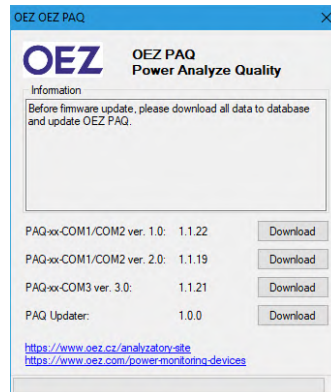 OEZ OEZ PAQ
OEZ
OEZ PAQ
Power Analyze Quality
Information
Before firmware update, please download all data to database
and update OEZ PAQ.
PAQ-xx-COM1/COM2 ver. 1.0: 1.1.22 Download
PAQ-xx-COM1/COM2 ver. 2.0: 1.1.19 Download
PAQ-xx-COM3 ver. 3.0: 1.1.21 Download
PAQ Updater: 1.0.0 Download
https://www.oez.cz/analyzatory-site
https://www.oez.com/power-monitoring-devices